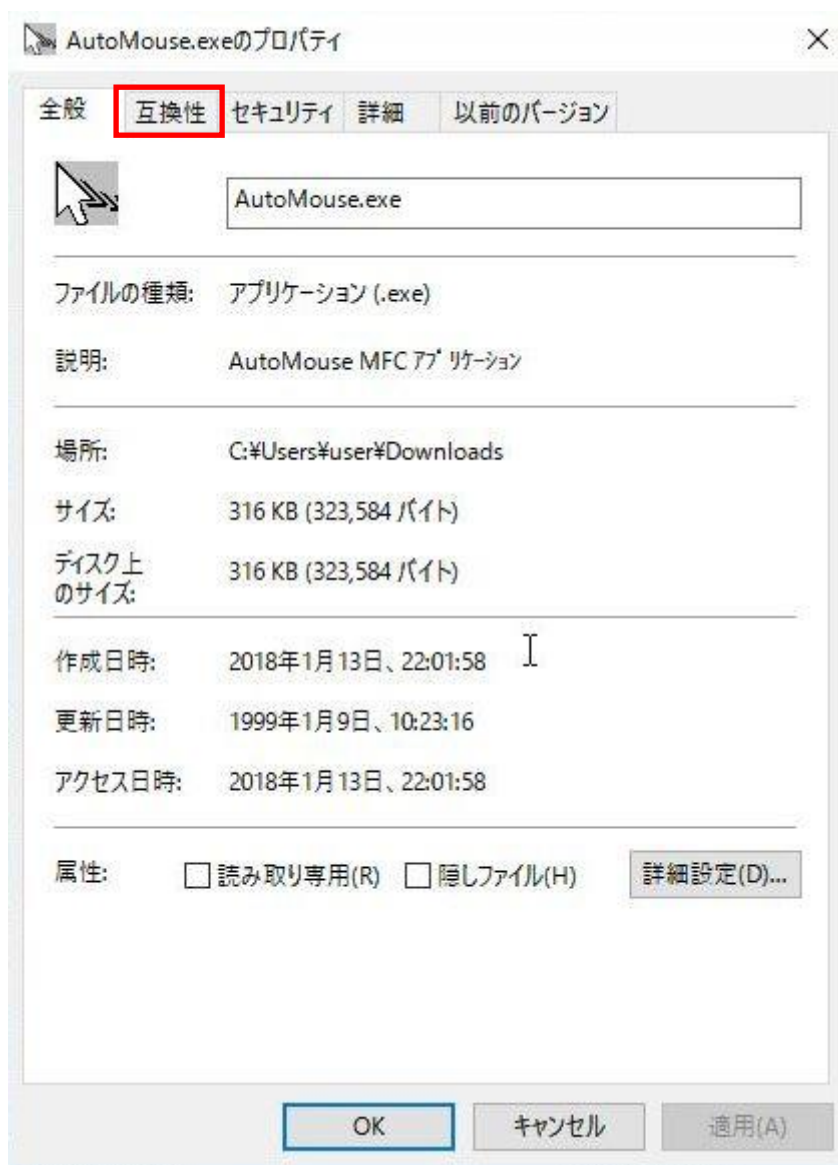 AutoMouse.exeのプロパティ
全般 互換性 セキュリティ 詳細 以前のバージョン
AutoMouse.exe
ファイルの種類: アプリケーション (.exe)
説明: AutoMouse MFC ｱﾌﾟﾘｹｰｼｮﾝ
場所: C:¥Users¥user¥Downloads
サイズ: 316 KB (323,584 バイト)
ディスク上
のサイズ: 316 KB (323,584 バイト)
作成日時: 2018年1月13日、22:01:58
更新日時: 1999年1月9日、10:23:16
アクセス日時: 2018年1月13日、22:01:58
属性: 読み取り専用(R) 隠しファイル(H) 詳細設定(D)...
OK キャンセル 適用(A)